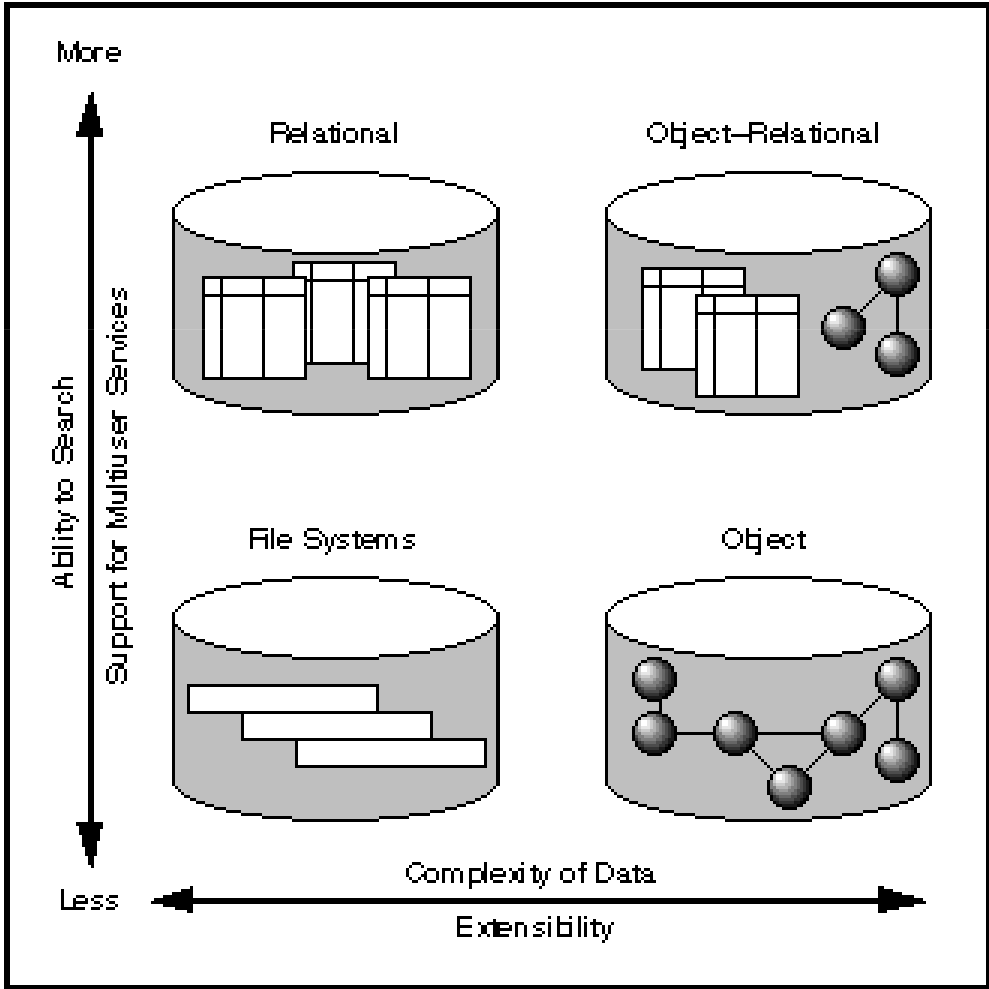 More
Relational
Object–Relational
Ability to Search
Support for Multiuser Services
File Systems
Object
Complexity of Data
Less
Extensibility